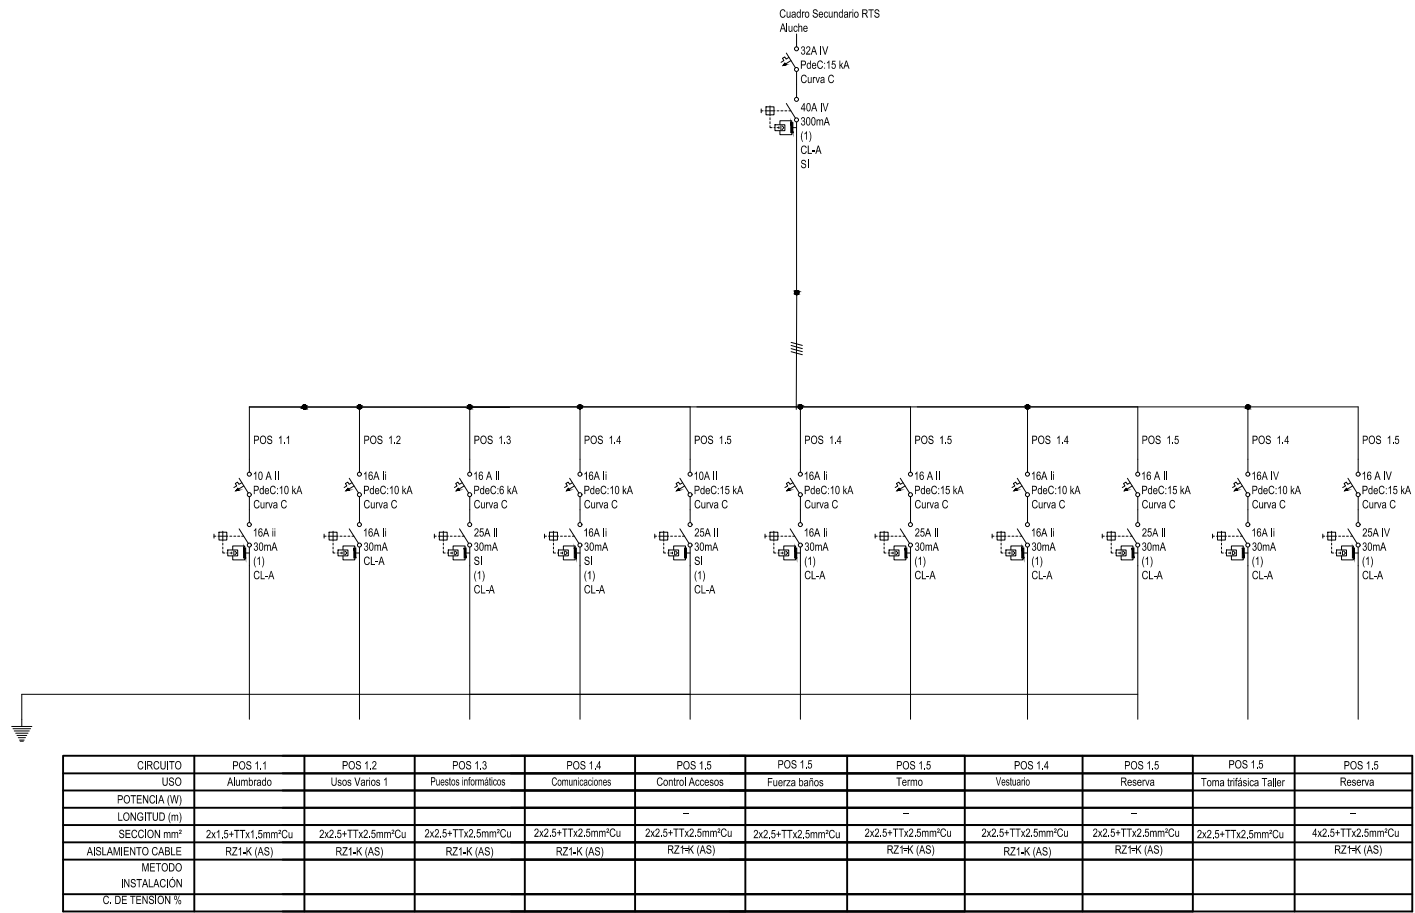 Cuadro Secundario RTS
Aluche
32A IV
PdeC:15 kA
Curva C
40A IV
300mA
(1)
CL-A
SI
POS 1.1
10 A II
PdeC:10 kA
Curva C
16A ii
30mA
(1)
CL-A
POS 1.2
16A Ii
PdeC:10 kA
Curva C
16A Ii
30mA
CL-A
POS 1.3
16 A II
PdeC:6 kA
Curva C
25A II
30mA
SI
(1)
CL-A
POS 1.4
16A Ii
PdeC:10 kA
Curva C
16A Ii
30mA
SI
(1)
CL-A
POS 1.5
10A II
PdeC:15 kA
Curva C
25A II
30mA
SI
(1)
CL-A
POS 1.4
16A Ii
PdeC:10 kA
Curva C
16A Ii
30mA
(1)
CL-A
POS 1.5
16 A II
PdeC:15 kA
Curva C
25A II
30mA
(1)
CL-A
POS 1.4
16A Ii
PdeC:10 kA
Curva C
16A Ii
30mA
(1)
CL-A
POS 1.5
16 A II
PdeC:15 kA
Curva C
25A II
30mA
(1)
CL-A
POS 1.4
16A IV
PdeC:10 kA
Curva C
16A Ii
30mA
(1)
CL-A
POS 1.5
16 A IV
PdeC:15 kA
Curva C
25A IV
30mA
(1)
CL-A
CIRCUITO POS 1.1 POS 1.2 POS 1.3 POS 1.4 POS 1.5 POS 1.5 POS 1.5 POS 1.4 POS 1.5 POS 1.5 POS 1.5
USO Alumbrado Usos Varios 1 Puestos informáticos Comunicaciones Control Accesos Fuerza baños Termo Vestuario Reserva Toma trifásica Taller Reserva
POTENCIA (W)
LONGITUD (m) – – – –
SECCIÓN mm² 2x1,5+TTx1,5mm²Cu 2x2.5+TTx2.5mm²Cu 2x2,5+TTx2,5mm²Cu 2x2.5+TTx2.5mm²Cu 2x2.5+TTx2.5mm²Cu 2x2,5+TTx2,5mm²Cu 2x2.5+TTx2.5mm²Cu 2x2.5+TTx2.5mm²Cu 2x2.5+TTx2.5mm²Cu 2x2,5+TTx2,5mm²Cu 4x2.5+TTx2.5mm²Cu
AISLAMIENTO CABLE RZ1-K (AS) RZ1-K (AS) RZ1-K (AS) RZ1-K (AS) RZ1-K (AS) RZ1-K (AS) RZ1-K (AS) RZ1-K (AS) RZ1-K (AS)
METODO
INSTALACIÓN
C. DE TENSION %